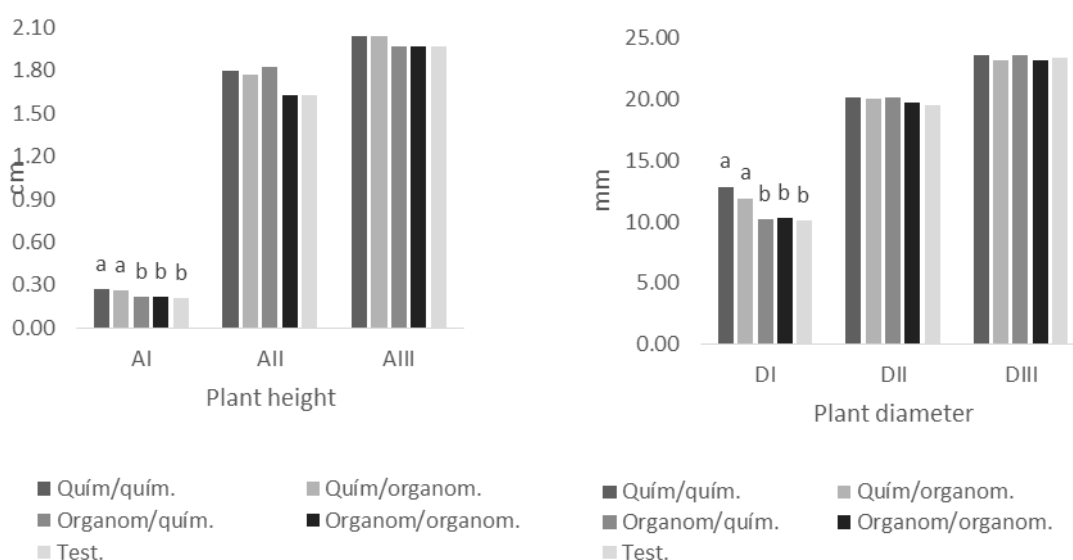 2.10
1.80
1.50
1.20
0.90
0.60
0.30
0.00
cm
a a b b b
AI AII AIII
Plant height
Quím/quím. Quím/organom.
Organom/quím. Organom/organom.
Test.
25.00
20.00
15.00
10.00
5.00
0.00
mm
a a b b b
DI DII DIII
Plant diameter
Quím/quím. Quím/organom.
Organom/quím. Organom/organom.
Test.